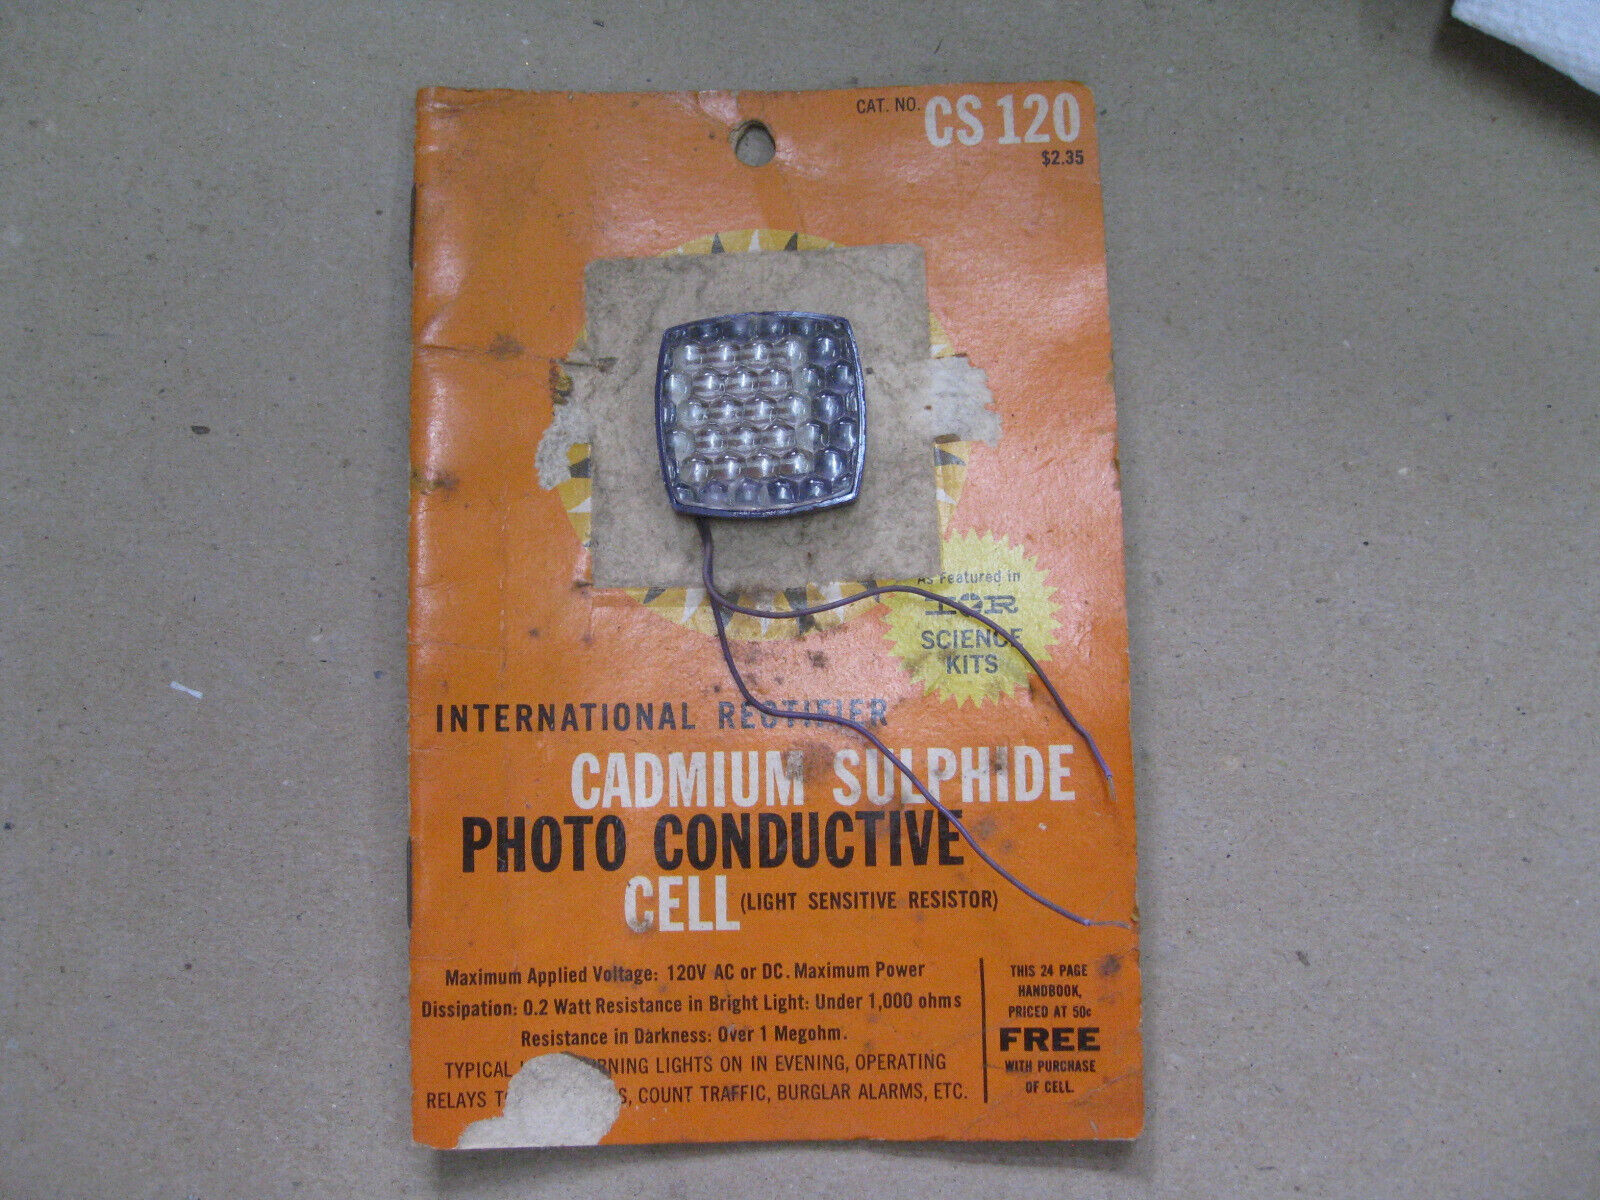 CAT. NO. CS 120
$2.35
As Featured in
IOR
SCIENCE
KITS
INTERNATIONAL RECTIFIER
CADMIUM SULPHIDE
PHOTO CONDUCTIVE
CELL (LIGHT SENSITIVE RESISTOR)
Maximum Applied Voltage: 120V AC or DC. Maximum Power
Dissipation: 0.2 Watt Resistance in Bright Light: Under 1,000 ohms
Resistance in Darkness: Over 1 Megohm.
TYPICAL LIGHTS ON IN EVENING, OPERATING
RELAYS COUNT TRAFFIC, BURGLAR ALARMS, ETC.
THIS 24 PAGE
HANDBOOK,
PRICED AT 50¢
FREE
WITH PURCHASE
OF CELL.